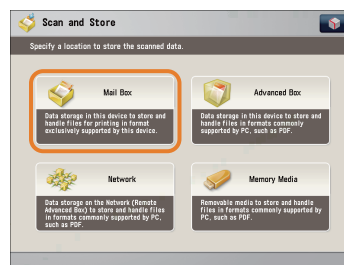 Scan and Store
Specify a location to store the scanned data.
Mail Box
Data storage in this device to store and
handle files for printing in format
exclusively supported by this device.
Advanced Box
Data storage in this device to store and
handle files in formats commonly
supported by PC, such as PDF.
Network
Data storage on the Network (Remote
Advanced Box) to store and handle files
in formats commonly supported by PC,
such as PDF.
Memory Media
Removable media to store and handle
files in formats commonly supported by
PC, such as PDF.